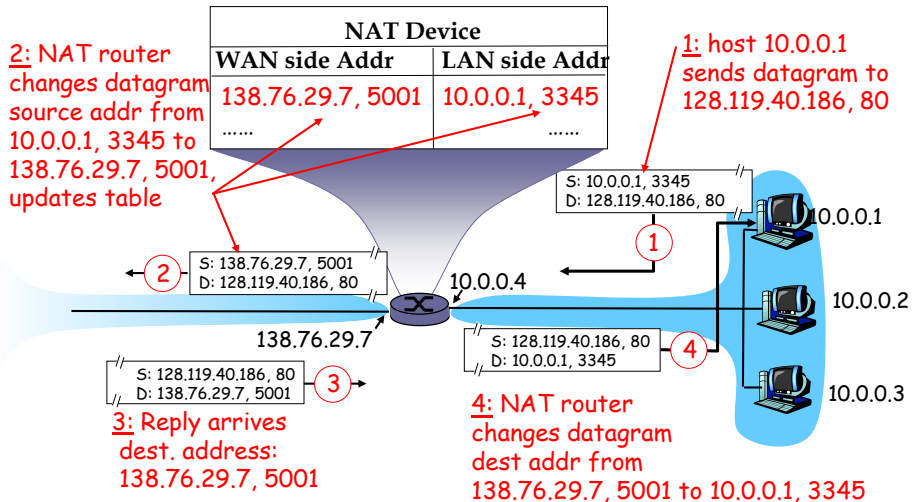 NAT Device
WAN side Addr LAN side Addr
138.76.29.7, 5001 10.0.0.1, 3345
...... ......
2: NAT router
changes datagram
source addr from
10.0.0.1, 3345 to
138.76.29.7, 5001,
updates table
1: host 10.0.0.1
sends datagram to
128.119.40.186, 80
S: 10.0.0.1, 3345
D: 128.119.40.186, 80
1
10.0.0.1
S: 138.76.29.7, 5001
D: 128.119.40.186, 80
2
10.0.0.4
10.0.0.2
138.76.29.7
S: 128.119.40.186, 80
D: 10.0.0.1, 3345
4
S: 128.119.40.186, 80
D: 138.76.29.7, 5001
3
10.0.0.3
3: Reply arrives
dest. address:
138.76.29.7, 5001
4: NAT router
changes datagram
dest addr from
138.76.29.7, 5001 to 10.0.0.1, 3345